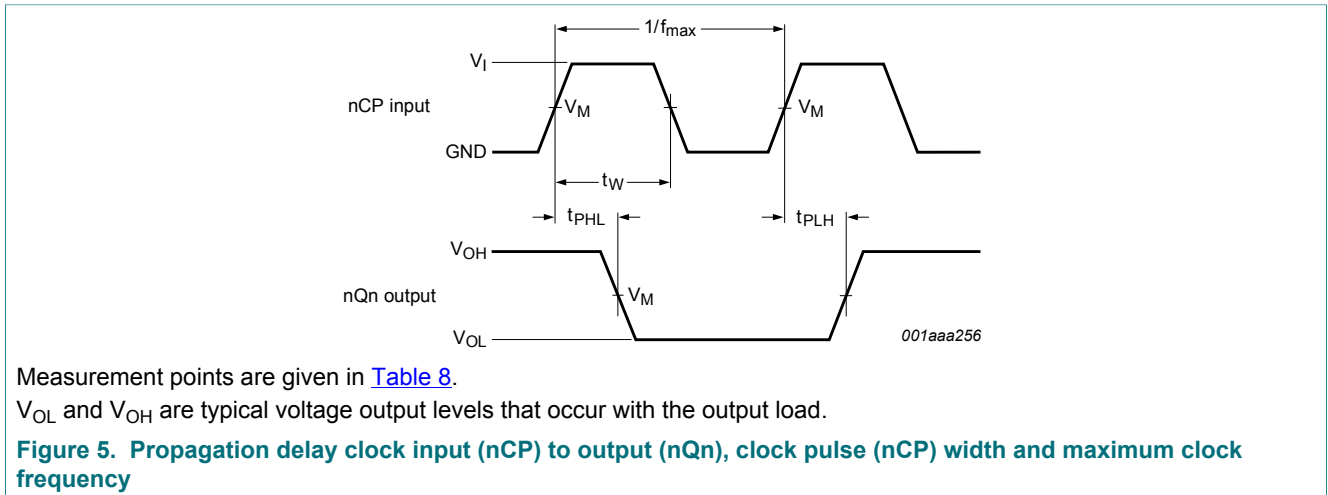 1/fmax
VI
nCP input
VM
VM
GND
tW
tPHL
tPLH
VOH
nQn output
VM
VOL
001aaa256
Measurement points are given in Table 8.
VOL and VOH are typical voltage output levels that occur with the output load.
Figure 5. Propagation delay clock input (nCP) to output (nQn), clock pulse (nCP) width and maximum clock
frequency